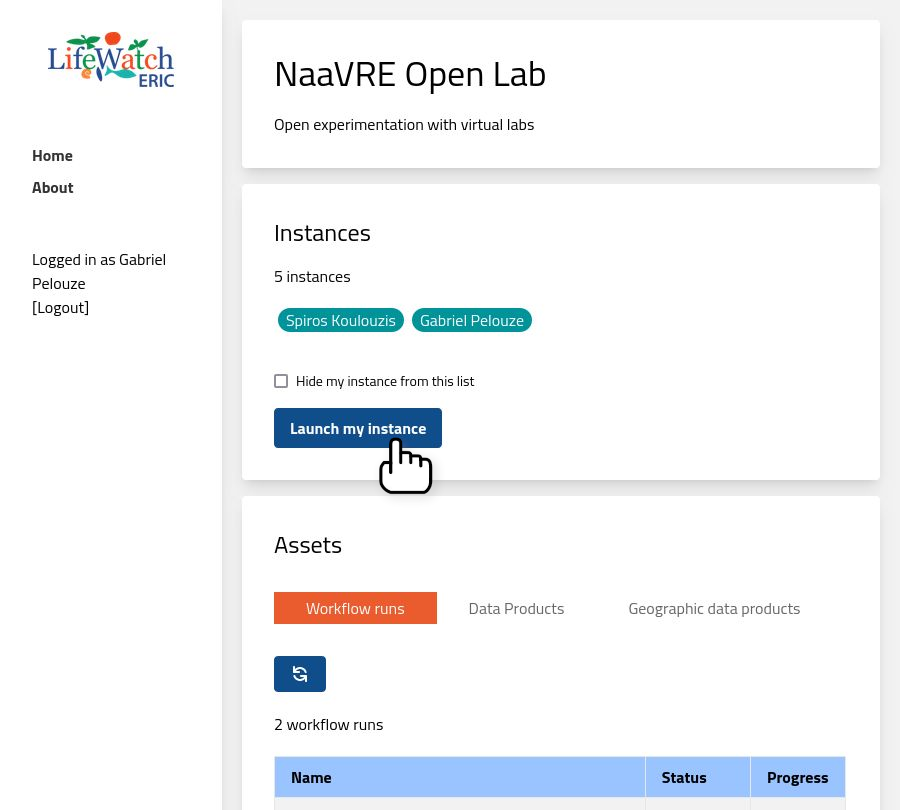 LifeWatch
ERIC
Home
About
Logged in as Gabriel
Pelouze
[Logout]
NaaVRE Open Lab
Open experimentation with virtual labs
Instances
5 instances
Spiros Koulouzis Gabriel Pelouze
Hide my instance from this list
Launch my instance
Assets
Workflow runs Data Products Geographic data products
2 workflow runs
Name Status Progress